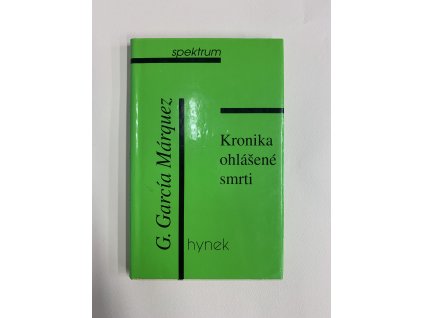 spektrum
G. García Márquez
Kronika
ohlášené
smrti
hynek